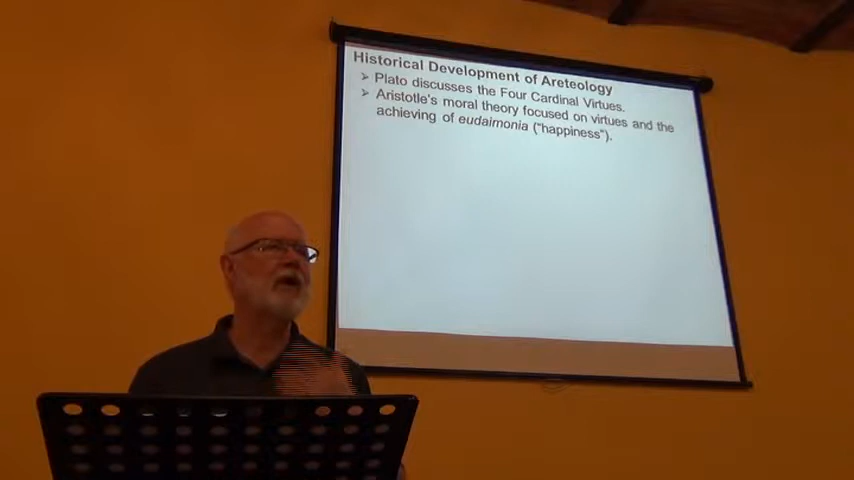 Historical Development of Areteology
➢ Plato discusses the Four Cardinal Virtues.
➢ Aristotle's moral theory focused on virtues and the
achieving of eudaimonia ("happiness").